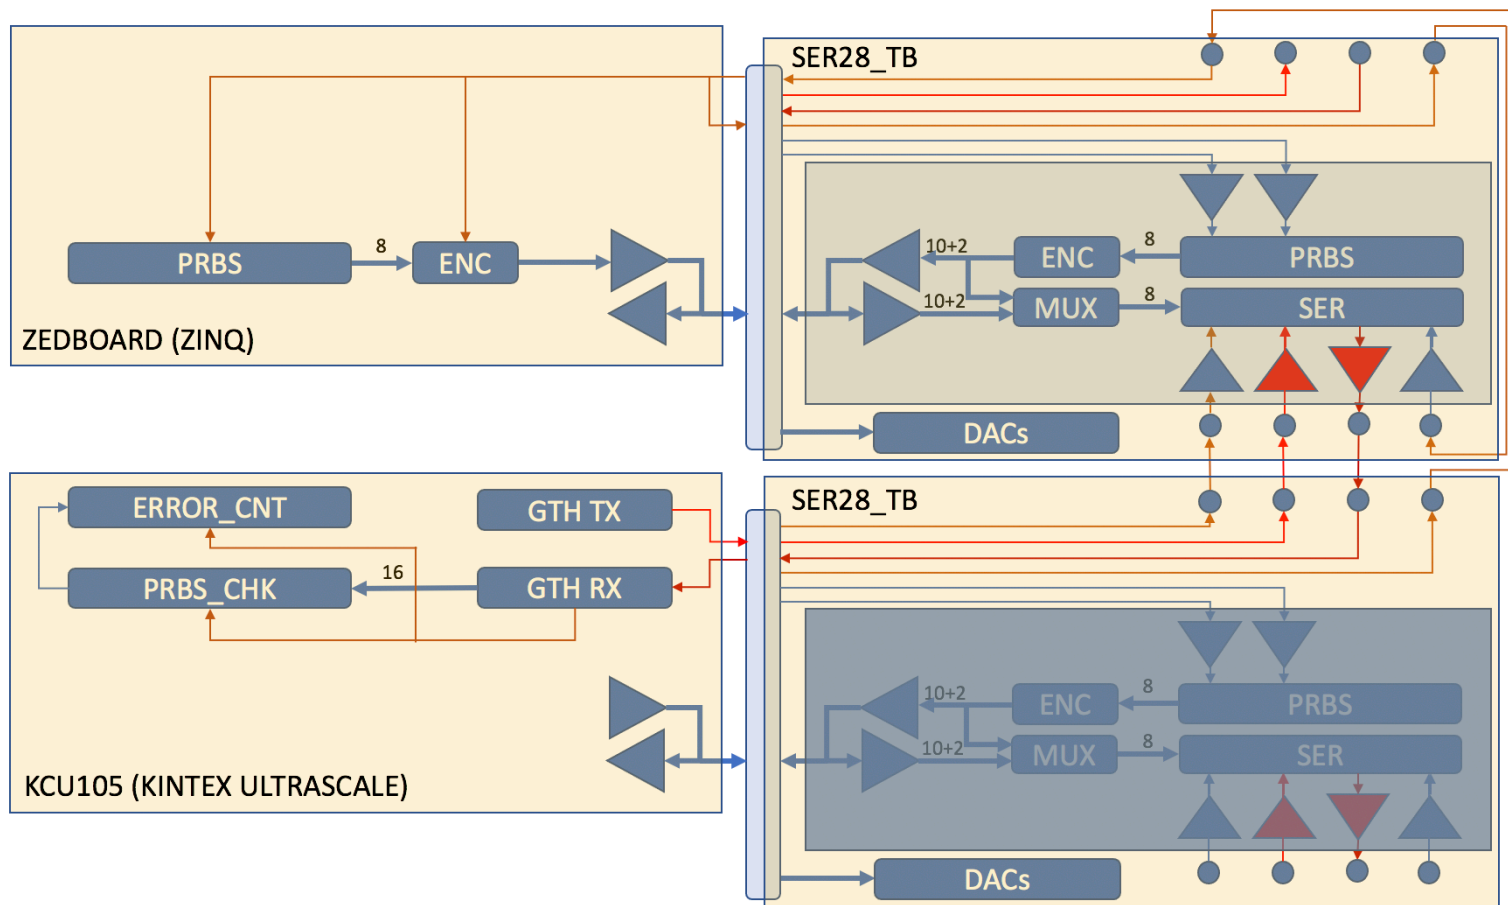 SER28_TB
PRBS
8
ENC
ZEDBOARD (ZINQ)
10+2
ENC
8
PRBS
10+2
MUX
8
SER
DACs
SER28_TB
ERROR_CNT
GTH TX
PRBS_CHK
16
GTH RX
KCU105 (KINTEX ULTRASCALE)
10+2
ENC
8
PRBS
10+2
MUX
8
SER
DACs